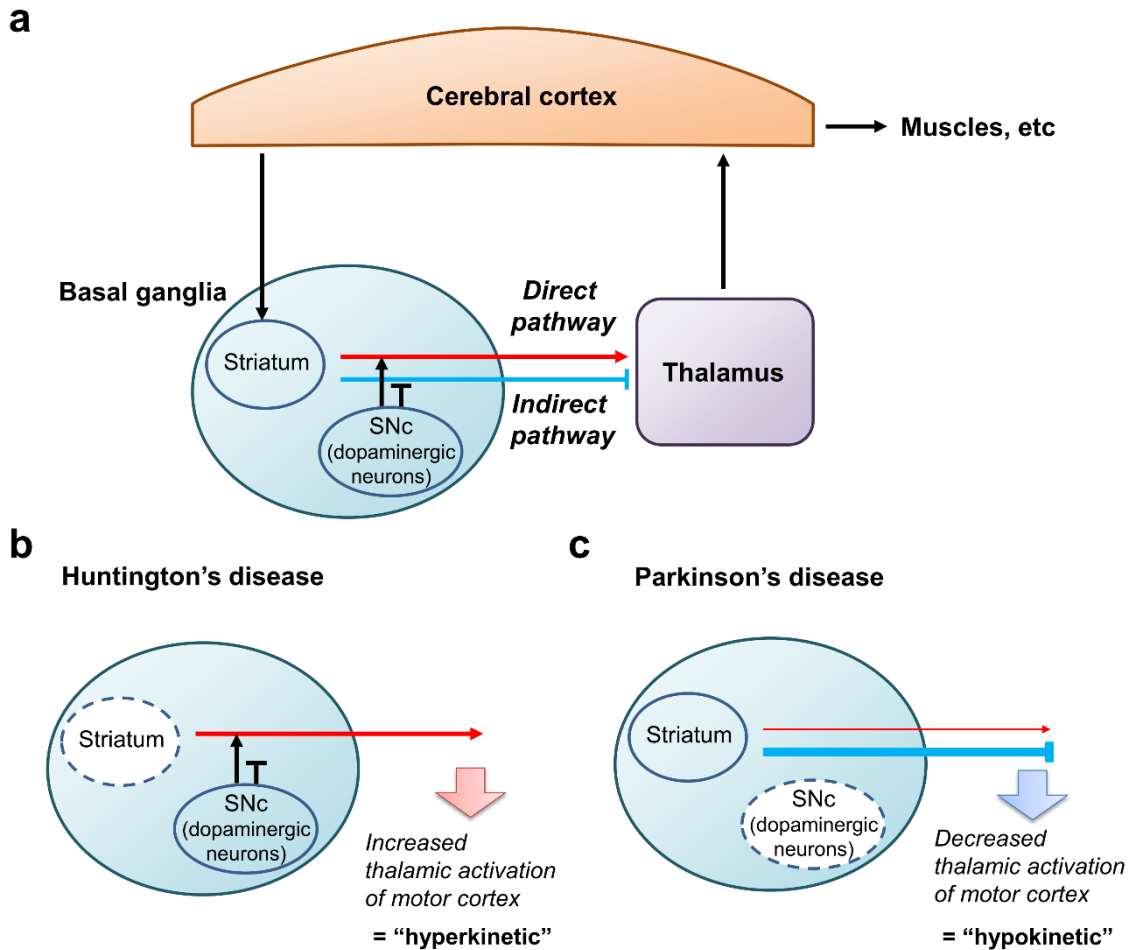 a
Cerebral cortex
Muscles, etc
Basal ganglia
Direct
pathway
Striatum
Thalamus
Indirect
pathway
SNc
(dopaminergic
neurons)
b
Huntington’s disease
Striatum
SNc
(dopaminergic
neurons)
Increased
thalamic activation
of motor cortex
= “hyperkinetic”
c
Parkinson’s disease
Striatum
SNc
(dopaminergic
neurons)
Decreased
thalamic activation
of motor cortex
= “hypokinetic”